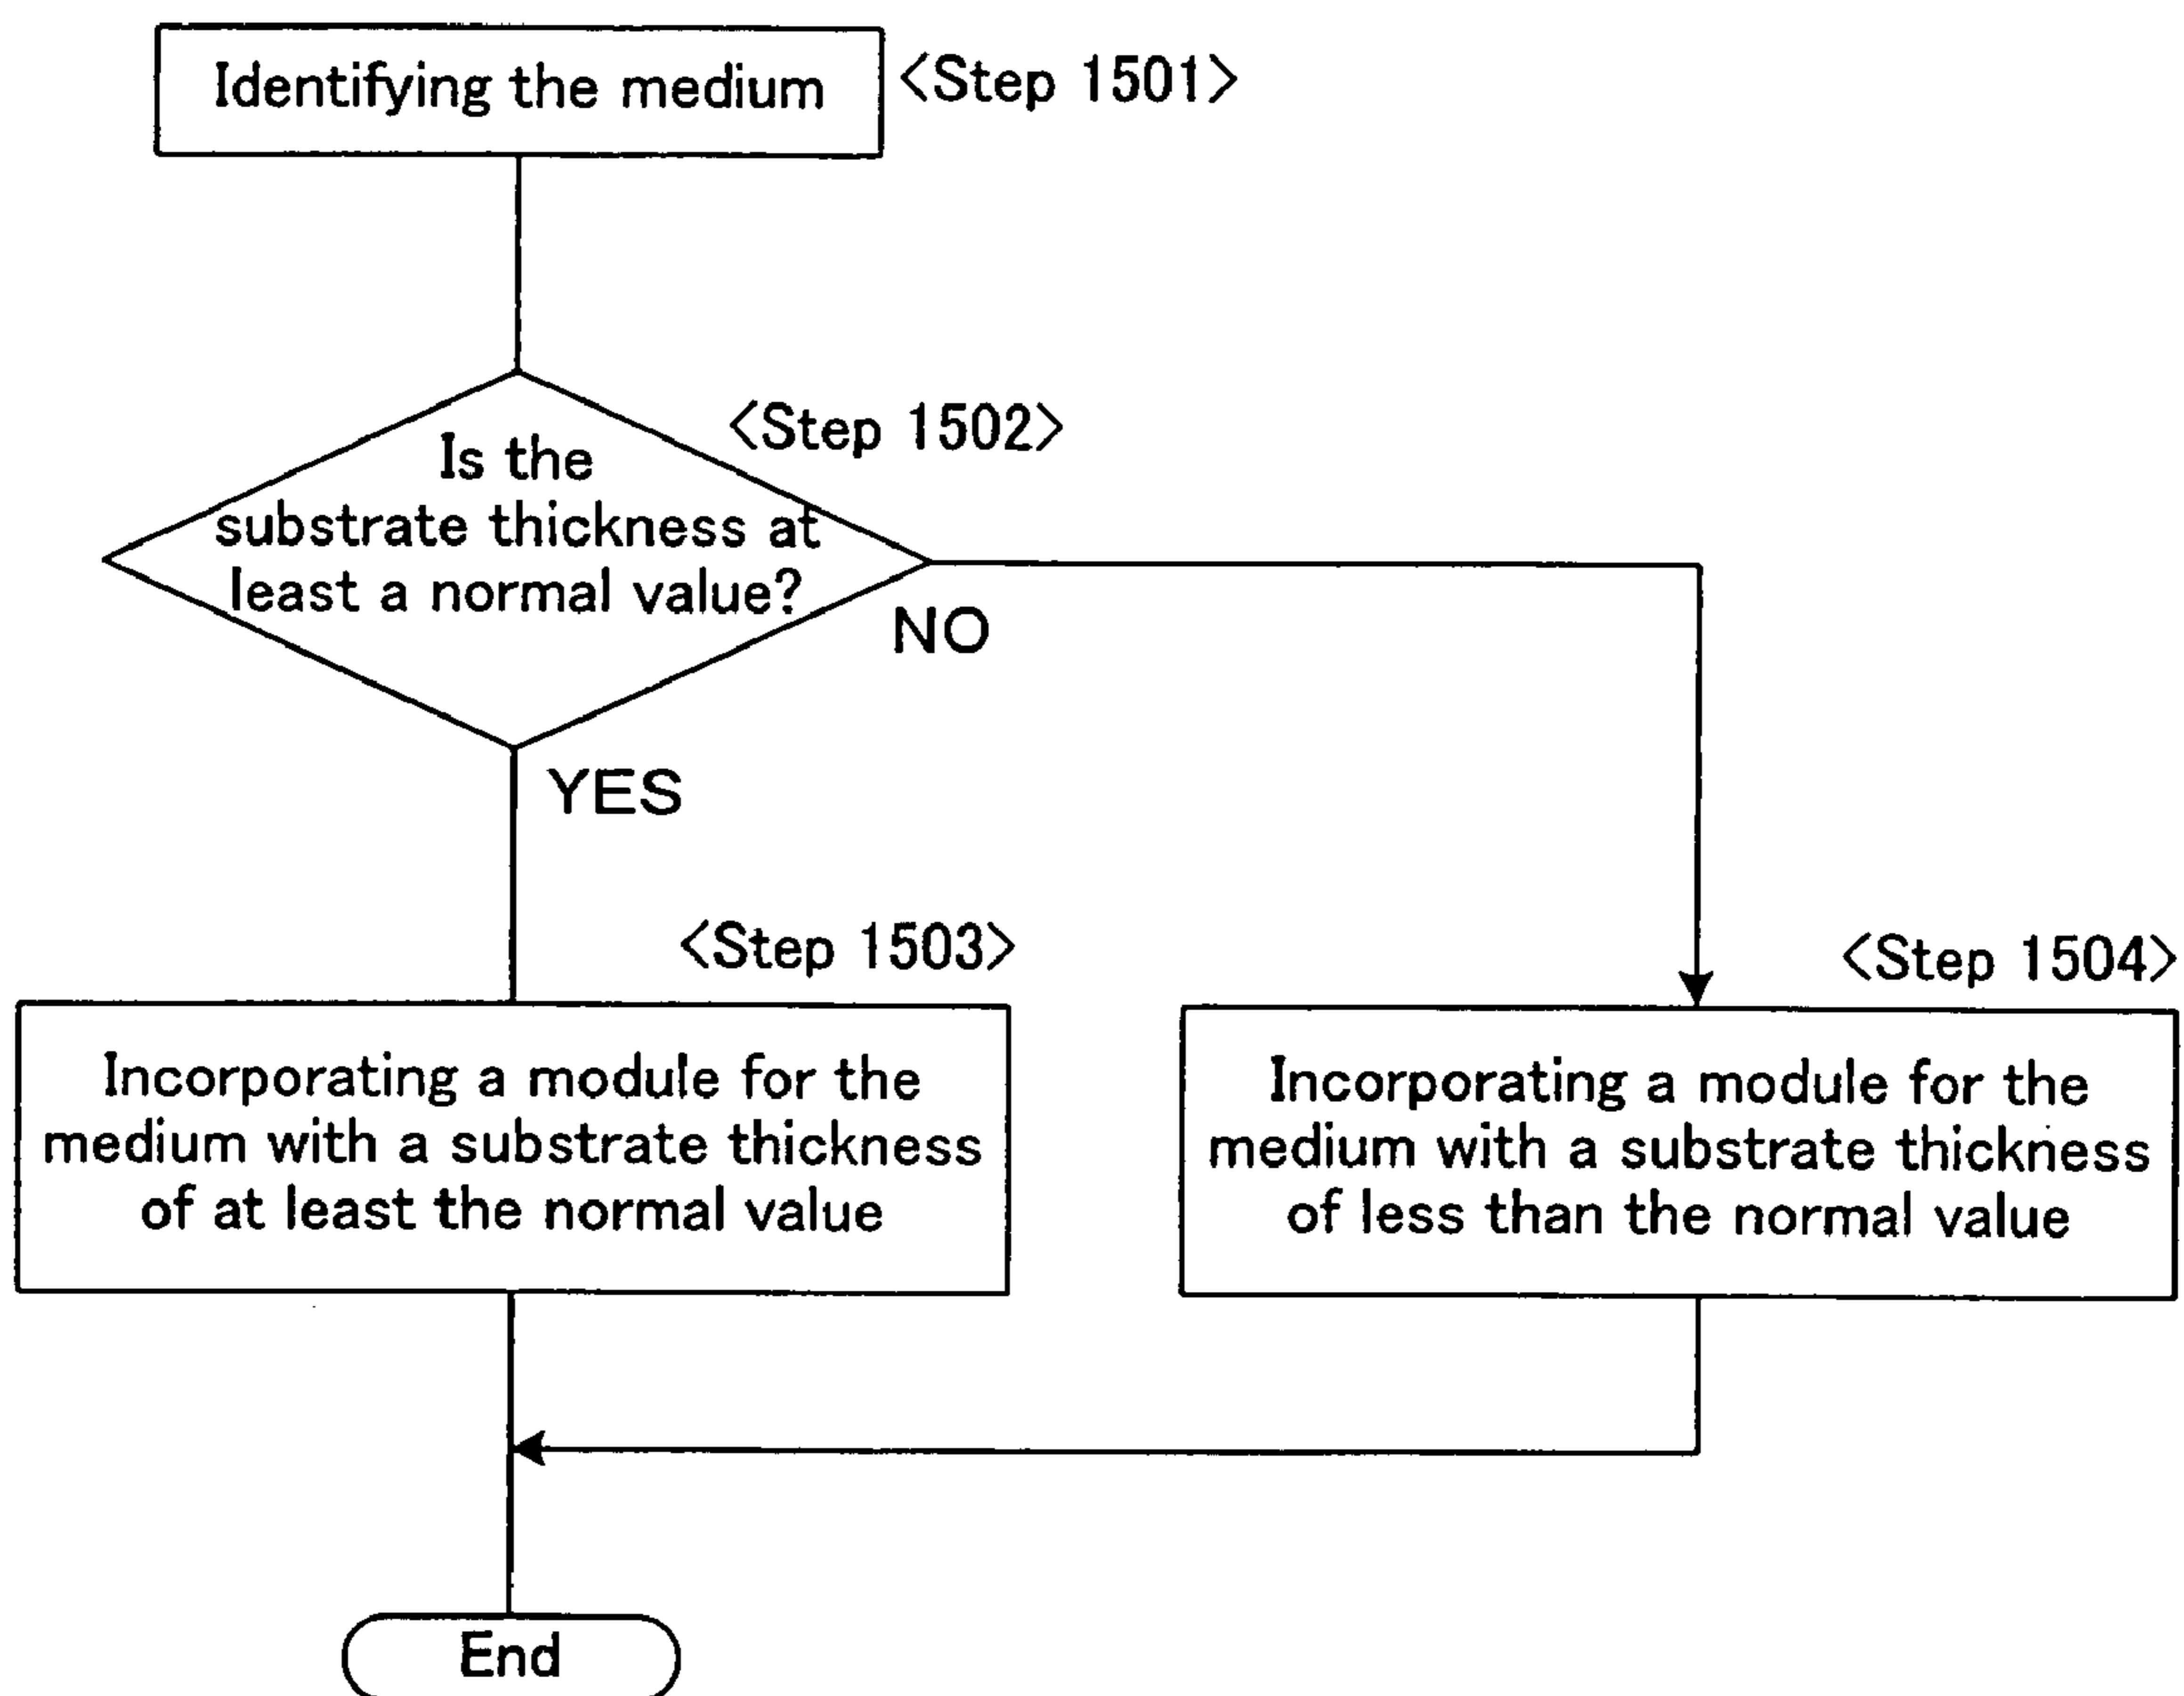 Identifying the medium
<Step 1501>
<Step 1502>
Is the
substrate thickness at
least a normal value?
NO
YES
<Step 1503>
Incorporating a module for the
medium with a substrate thickness
of at least the normal value
<Step 1504>
Incorporating a module for the
medium with a substrate thickness
of less than the normal value
End